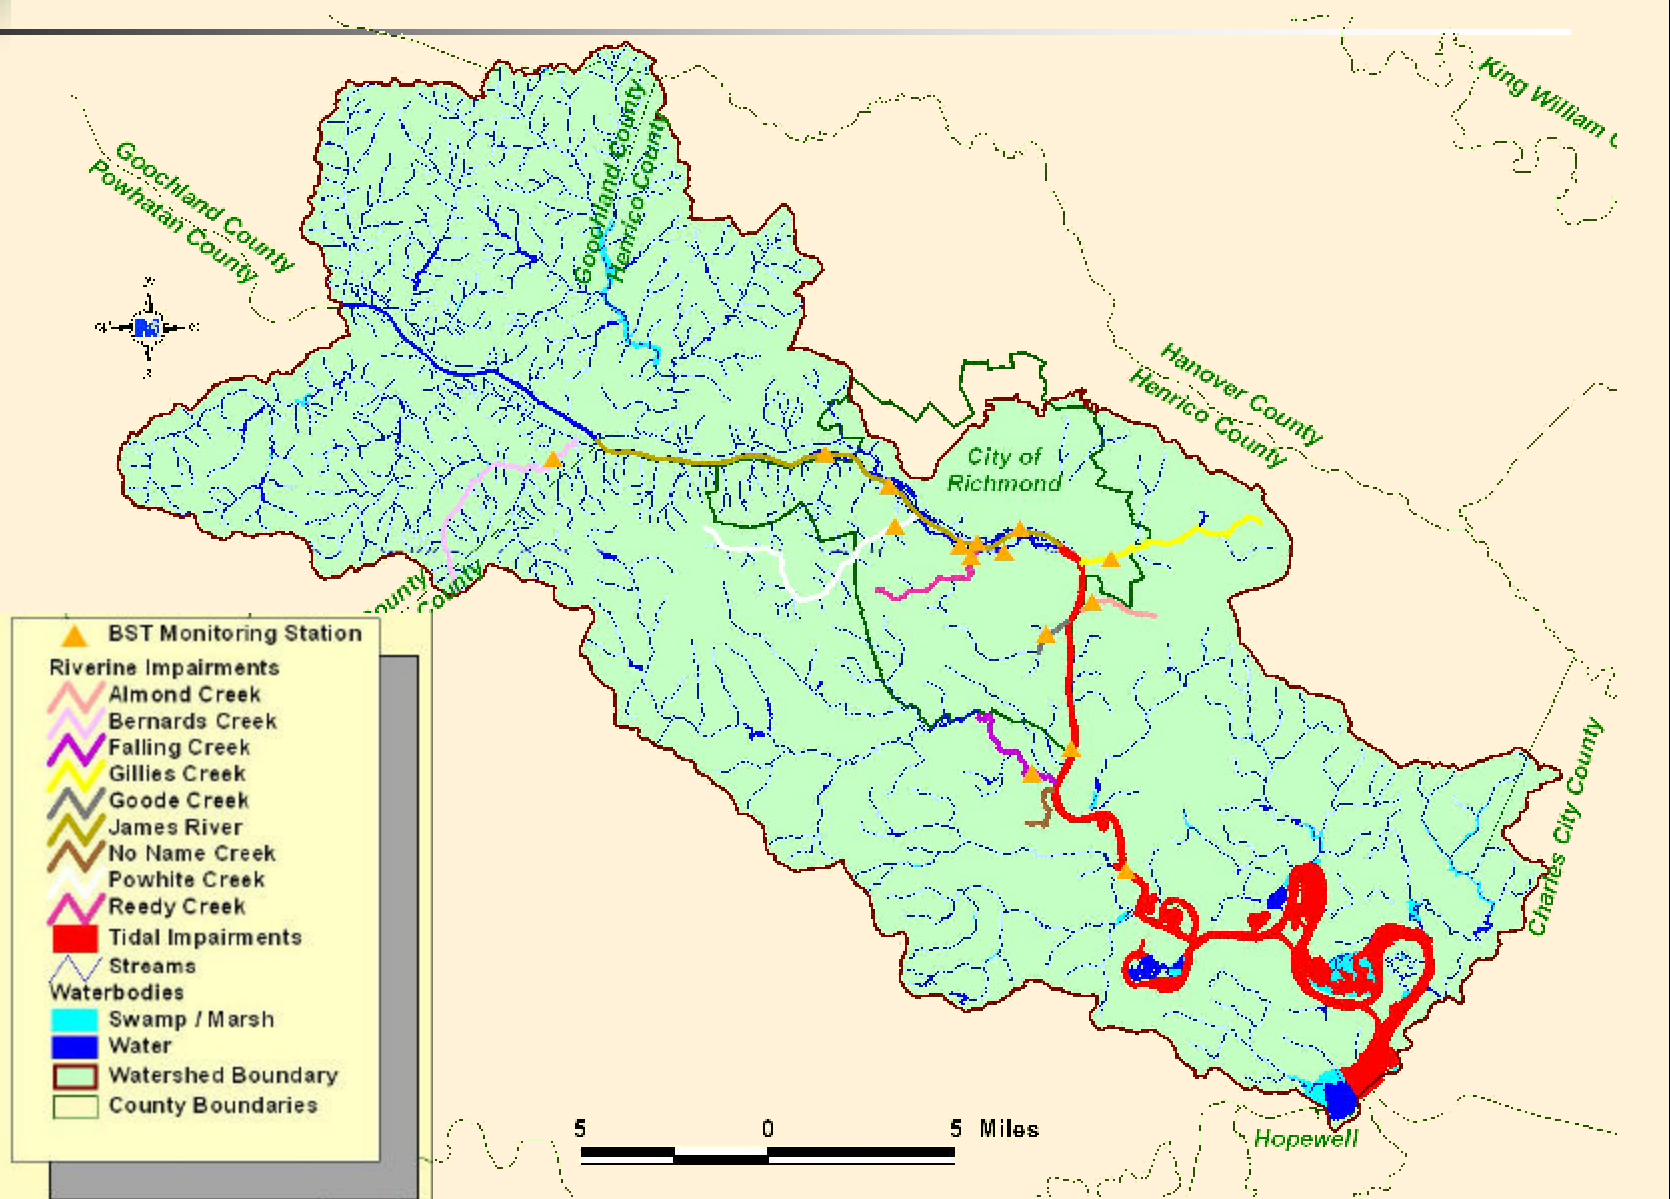 King William C
Goochland County
Powhatan County
Goochland County
Henrico County
Hanover County
Henrico County
City of
Richmond
County
County
Charles City County
BST Monitoring Station
Riverine Impairments
Almond Creek
Bernards Creek
Falling Creek
Gillies Creek
Goode Creek
James River
No Name Creek
Powhite Creek
Reedy Creek
Tidal Impairments
Streams
Waterbodies
Swamp / Marsh
Water
Watershed Boundary
County Boundaries
5 0 5 Miles
Hopewell